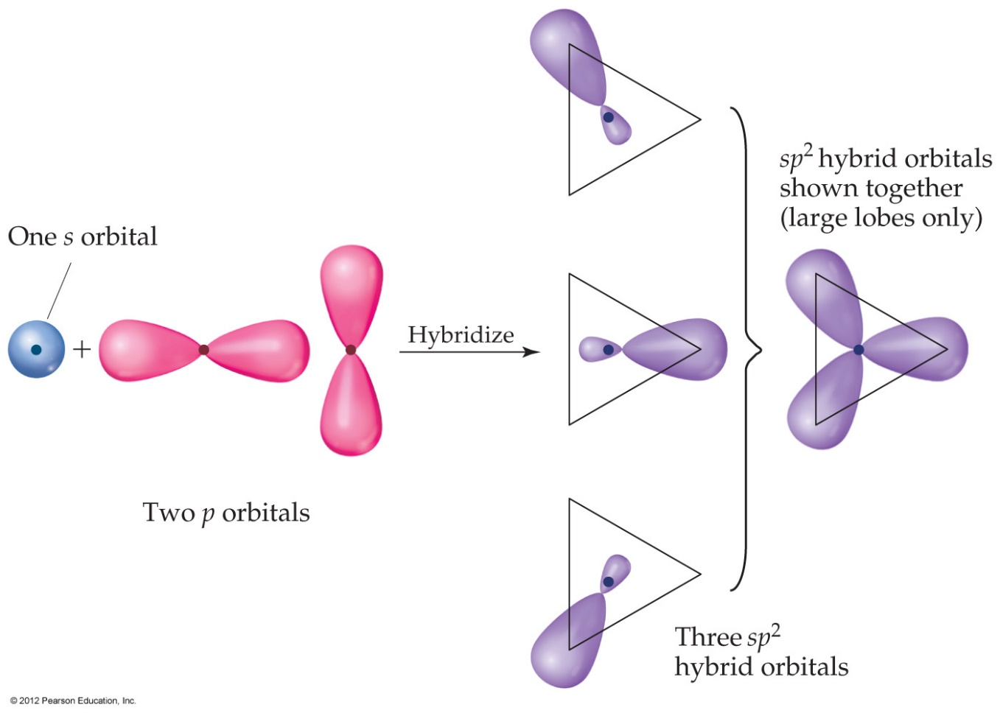 One s orbital
+
Two p orbitals
Hybridize
Three sp²
hybrid orbitals
sp² hybrid orbitals
shown together
(large lobes only)
© 2012 Pearson Education, Inc.